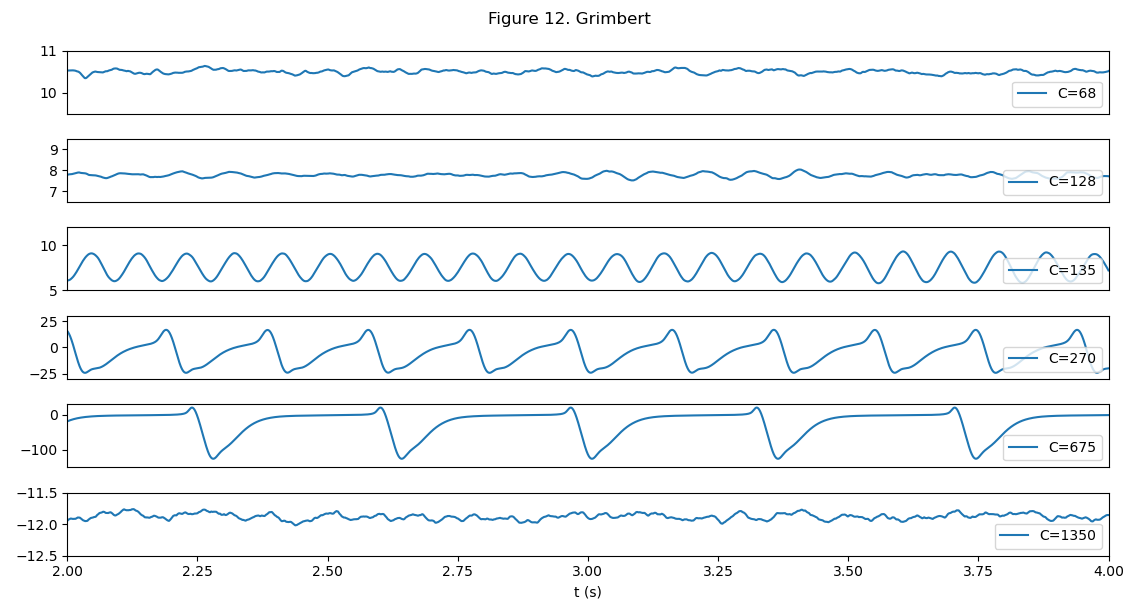 Figure 12. Grimbert
11
10
C=68
9
8
7
C=128
10
5
C=135
25
0
−25
C=270
0
−100
C=675
−11.5
−12.0
−12.5
C=1350
2.00 2.25 2.50 2.75 3.00 3.25 3.50 3.75 4.00
t (s)